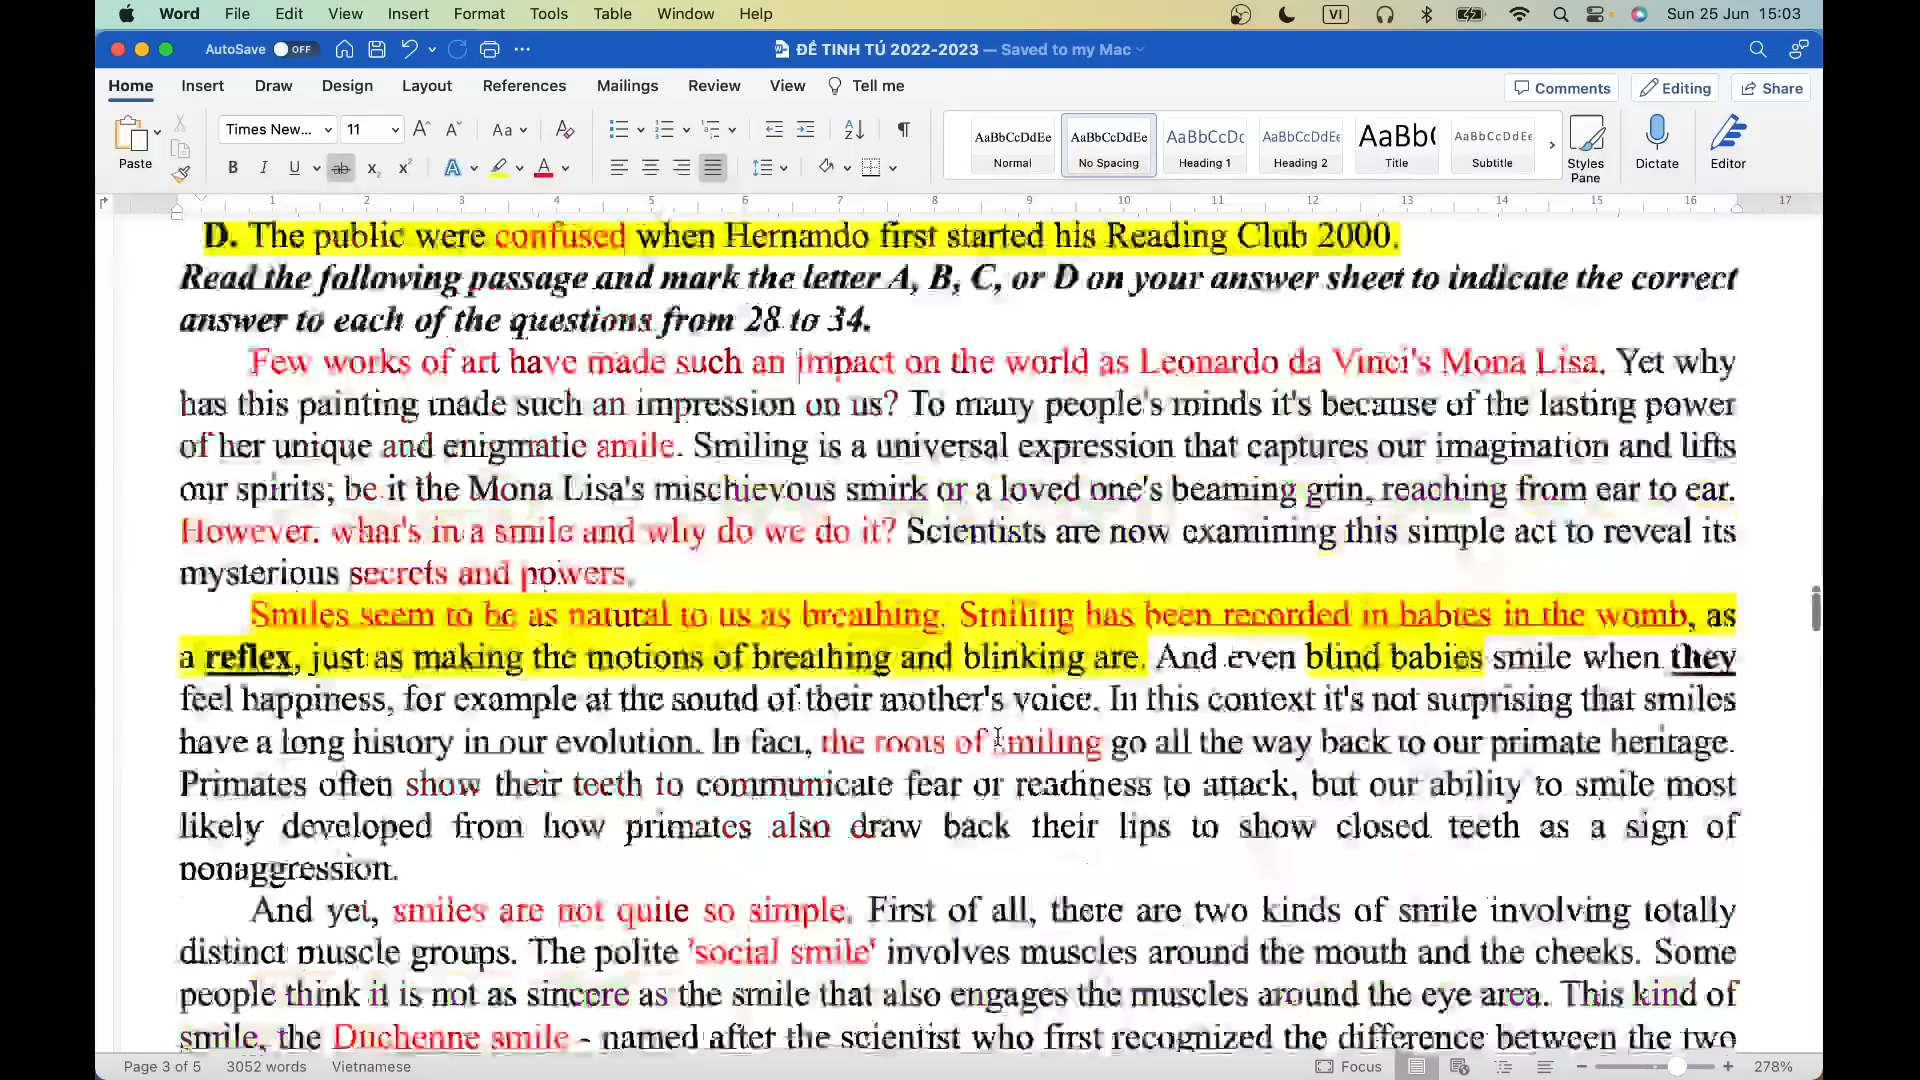 Word File Edit View Insert Format Tools Table Window Help VI Sun 25 Jun 15:03
AutoSave OFF ĐỀ TINH TÚ 2022-2023 — Saved to my Mac
Home Insert Draw Design Layout References Mailings Review View Tell me Comments Editing Share
Paste Times New... 11 Aa
AaBbCcDdEe AaBbCcDdEe AaBbCcDc AaBbCcDdEe AaBb( AaBbCcDdEe
Normal No Spacing Heading 1 Heading 2 Title Subtitle Styles Pane Dictate Editor
1 2 3 4 5 6 7 8 9 10 11 12 13 14 15 16 17
D. The public were confused when Hernando first started his Reading Club 2000.
Read the following passage and mark the letter A, B, C, or D on your answer sheet to indicate the correct
answer to each of the questions from 28 to 34.
Few works of art have made such an impact on the world as Leonardo da Vinci's Mona Lisa. Yet why
has this painting made such an impression on us? To many people's minds it's because of the lasting power
of her unique and enigmatic smile. Smiling is a universal expression that captures our imagination and lifts
our spirits; be it the Mona Lisa's mischievous smirk or a loved one's beaming grin, reaching from ear to ear.
However. what's in a smile and why do we do it? Scientists are now examining this simple act to reveal its
mysterious secrets and powers.
Smiles seem to be as natural to us as breathing. Smiling has been recorded in babies in the womb, as
a reflex, just as making the motions of breathing and blinking are. And even blind babies smile when they
feel happiness, for example at the sound of their mother's voice. In this context it's not surprising that smiles
have a long history in our evolution. In fact, the roots of smiling go all the way back to our primate heritage.
Primates often show their teeth to communicate fear or readiness to attack, but our ability to smile most
likely developed from how primates also draw back their lips to show closed teeth as a sign of
nonaggression.
And yet, smiles are not quite so simple. First of all, there are two kinds of smile involving totally
distinct muscle groups. The polite 'social smile' involves muscles around the mouth and the cheeks. Some
people think it is not as sincere as the smile that also engages the muscles around the eye area. This kind of
smile, the Duchenne smile - named after the scientist who first recognized the difference between the two
Page 3 of 5 3052 words Vietnamese Focus 278%